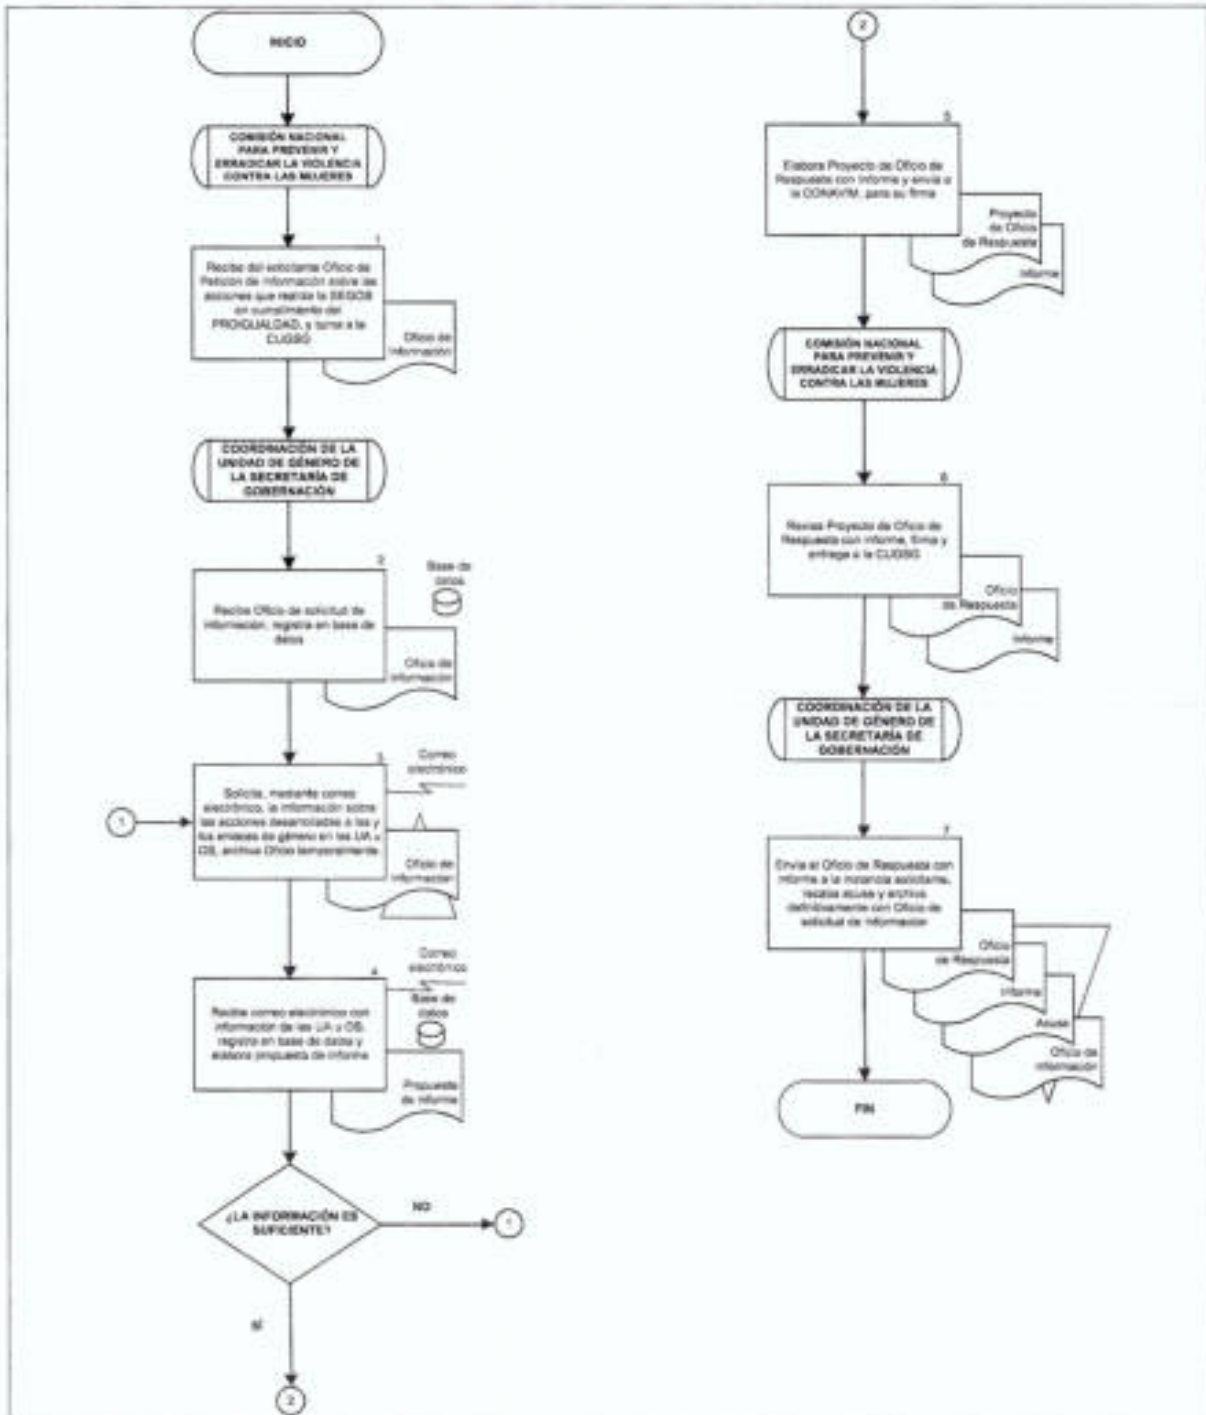 INICIO
COMISIÓN NACIONAL
PARA PREVENIR Y
ERRADICAR LA VIOLENCIA
CONTRA LAS MUJERES
1
Recibe del solicitante Oficio de
Petición de información sobre las
acciones que realiza la SEGOB
en cumplimiento del
PROIGUALDAD, y turna a la
CUGSG
Oficio de
Información
COORDINACIÓN DE LA
UNIDAD DE GÉNERO DE
LA SECRETARÍA DE
GOBERNACIÓN
2
Recibe Oficio de solicitud de
información, registra en base de
datos
Base de
datos
Oficio de
Información
3
Solicita, mediante correo
electrónico, la información sobre
las acciones desarrolladas a las y
los enlaces de género en las UA u
OS, archiva Oficio temporalmente
Correo
electrónico
1
Oficio de
Información
4
Recibe correo electrónico con
información de las UA u OS,
registra en base de datos y
elabora propuesta de informe
Correo
electrónico
Base de
datos
Propuesta
de informe
¿LA INFORMACIÓN ES
SUFICIENTE?
NO
1
SÍ
2
2
5
Elabora Proyecto de Oficio de
Respuesta con Informe y envía a
la CONAVIM, para su firma
Proyecto
de Oficio
de Respuesta
Informe
COMISIÓN NACIONAL
PARA PREVENIR Y
ERRADICAR LA VIOLENCIA
CONTRA LAS MUJERES
6
Revisa Proyecto de Oficio de
Respuesta con informe, firma y
entrega a la CUGSG
Oficio
de Respuesta
Informe
COORDINACIÓN DE LA
UNIDAD DE GÉNERO DE
LA SECRETARÍA DE
GOBERNACIÓN
7
Envía el Oficio de Respuesta con
informe a la instancia solicitante,
recaba acuse y archiva
definitivamente con Oficio de
solicitud de información
Oficio
de Respuesta
Informe
Acuse
Oficio de
información
FIN